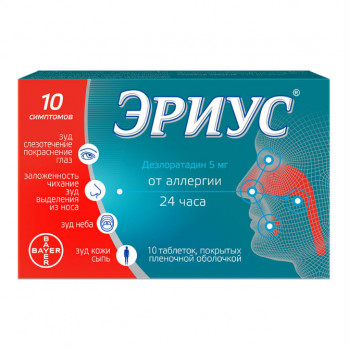 10
СИМПТОМОВ
ЭРИУС®
зуд
слезотечение
покраснение
глаз
заложенность
чихание
зуд
выделения
из носа
зуд неба
зуд кожи
сыпь
Дезлоратадин 5 мг
от аллергии
24 часа
10 таблеток, покрытых
пленочной оболочкой
BAYER
BAYER